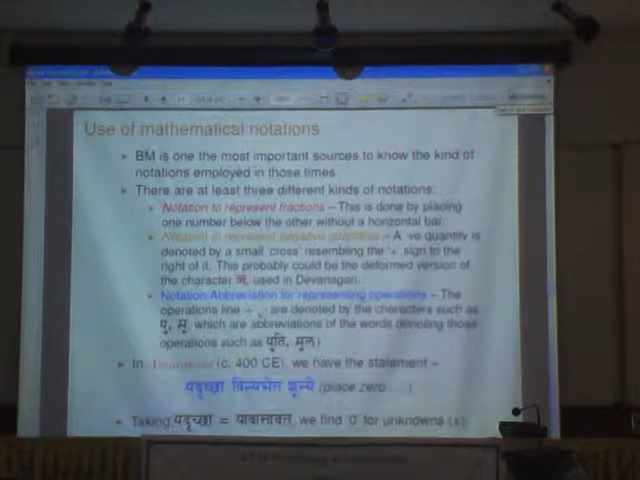 Use of mathematical notations
BM is one the most important sources to know the kind of
notations employed in those times
There are at least three different kinds of notations:
Notation to represent fractions – This is done by placing
one number below the other without a horizontal bar.
Notation to represent negative quantities – A -ve quantity is
denoted by a small 'cross' resembling the '+' sign to the
right of it. This probably could be the deformed version of
the character ऋ, used in Devanagari.
Notation Abbreviation for representing operations – The
operations are denoted by the characters such as
यु, मू, which are abbreviations of the words denoting those
operations such as युति, मूल)
In (c. 400 CE), we have the statement –
शून्ये (place zero ...)
Taking = we find '0' for unknowns (x)